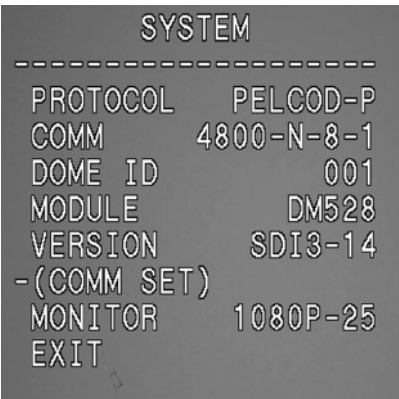 SYSTEM
--------------------
PROTOCOL PELCOD-P
COMM 4800-N-8-1
DOME ID 001
MODULE DM528
VERSION SDI3-14
-(COMM SET)
MONITOR 1080P-25
EXIT